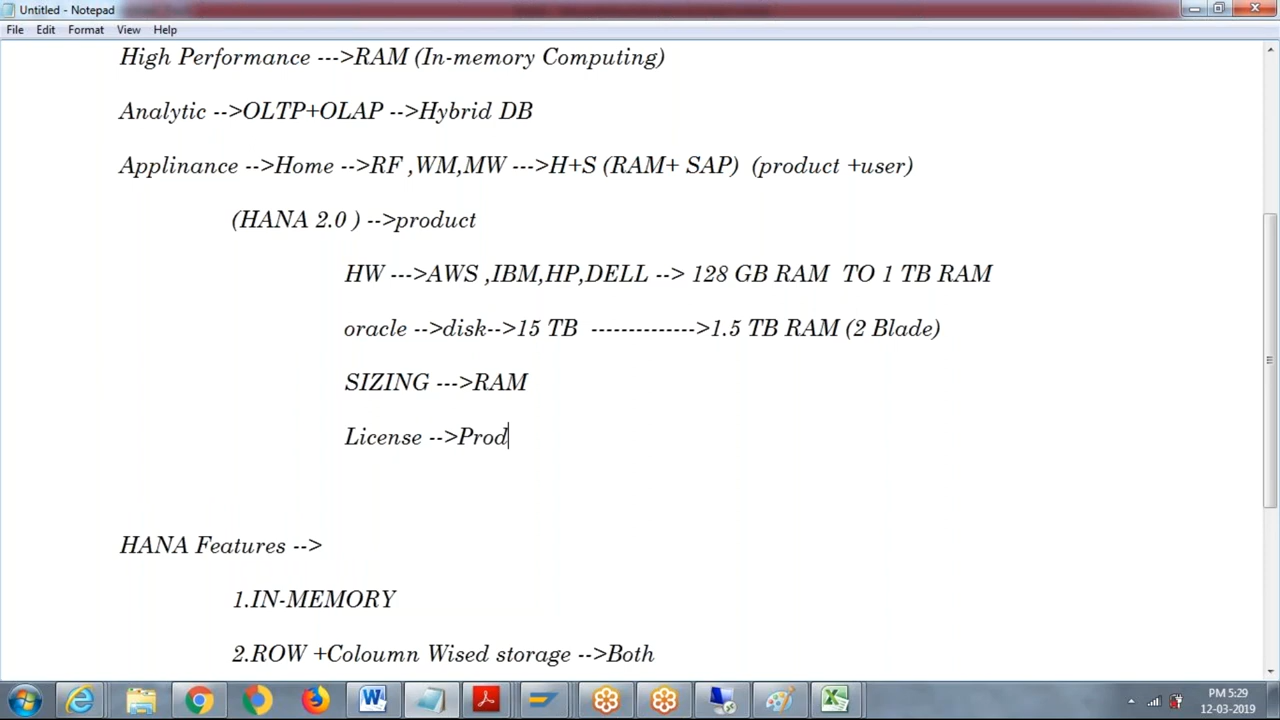 Untitled - Notepad
File Edit Format View Help
High Performance --->RAM (In-memory Computing)
Analytic -->OLTP+OLAP -->Hybrid DB
Applinance -->Home -->RF ,WM,MW --->H+S (RAM+ SAP) (product +user)
(HANA 2.0 ) -->product
HW --->AWS ,IBM,HP,DELL --> 128 GB RAM TO 1 TB RAM
oracle -->disk-->15 TB -------------->1.5 TB RAM (2 Blade)
SIZING --->RAM
License -->Prod
HANA Features -->
1.IN-MEMORY
2.ROW +Coloumn Wised storage -->Both
PM 5:29
12-03-2019